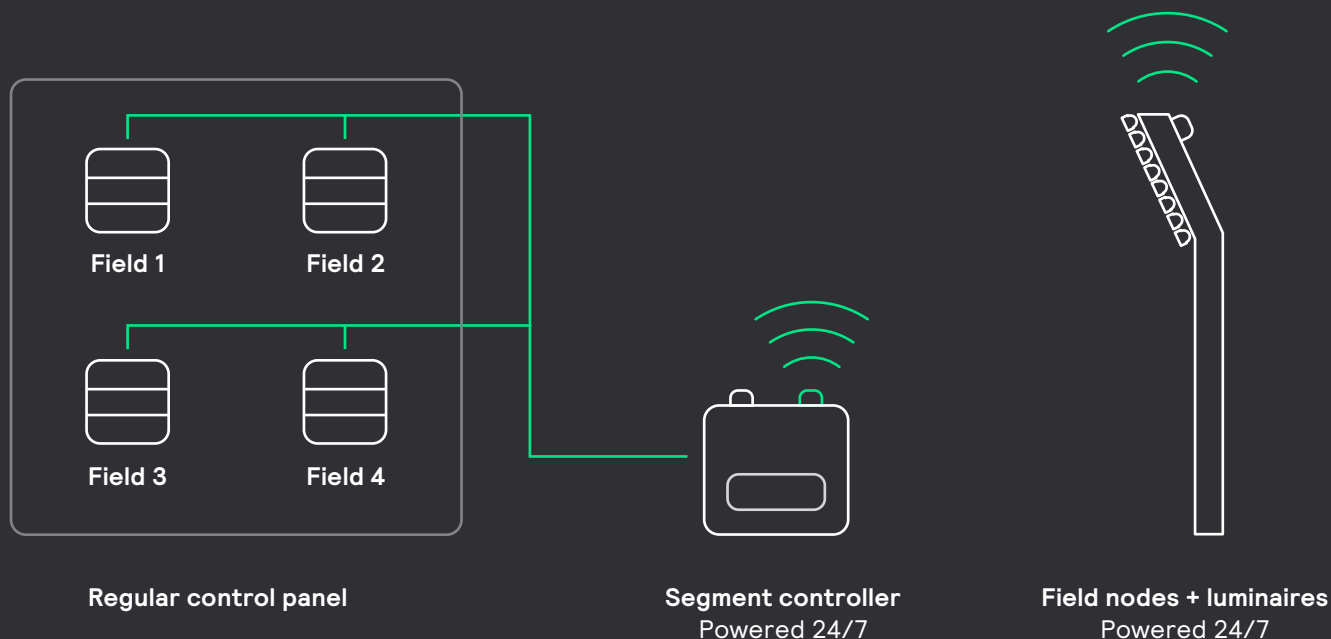 Field 1
Field 2
Field 3
Field 4
Regular control panel
Segment controller
Powered 24/7
Field nodes + luminaires
Powered 24/7